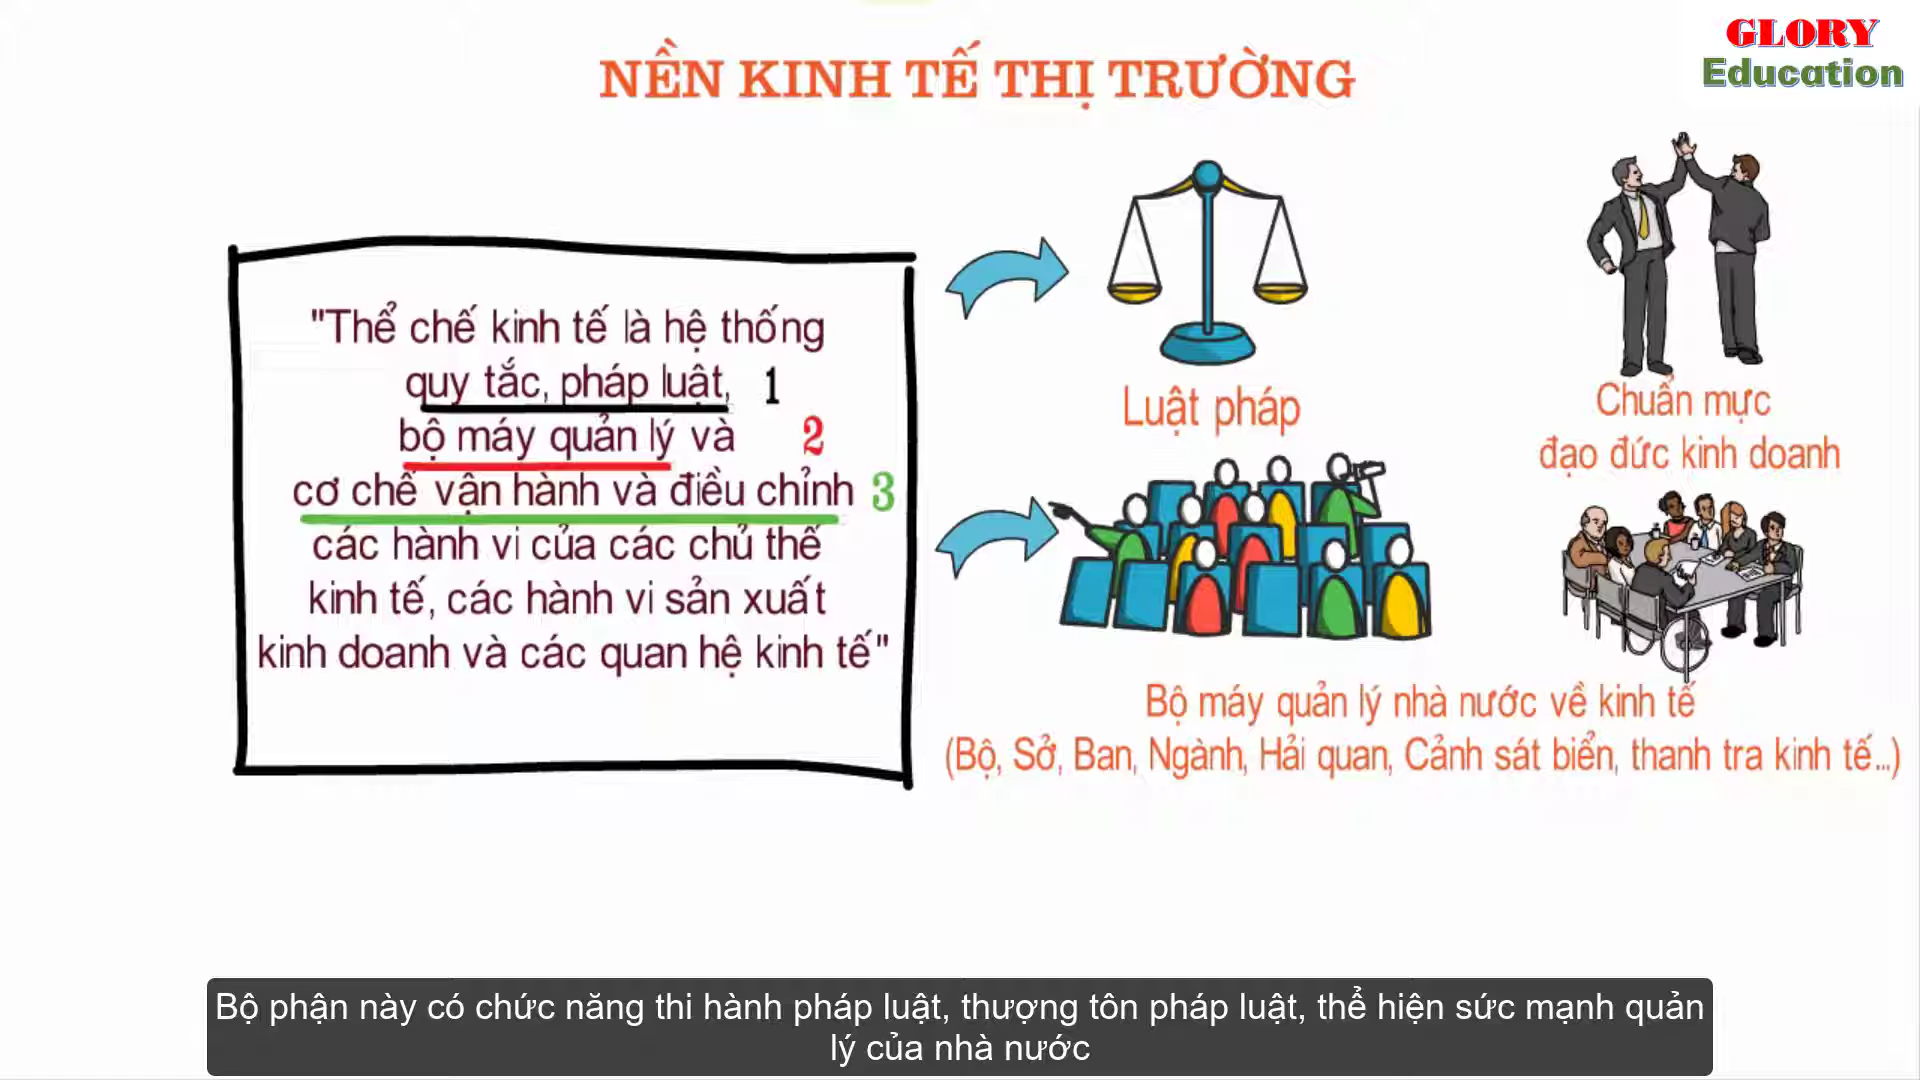 GLORY
Education
NỀN KINH TẾ THỊ TRƯỜNG
"Thể chế kinh tế là hệ thống
quy tắc, pháp luật, 1
bộ máy quản lý và 2
cơ chế vận hành và điều chỉnh 3
các hành vi của các chủ thể
kinh tế, các hành vi sản xuất
kinh doanh và các quan hệ kinh tế"
Luật pháp
Chuẩn mực
đạo đức kinh doanh
Bộ máy quản lý nhà nước về kinh tế
(Bộ, Sở, Ban, Ngành, Hải quan, Cảnh sát biển, thanh tra kinh tế...)
Bộ phận này có chức năng thi hành pháp luật, thượng tôn pháp luật, thể hiện sức mạnh quản
lý của nhà nước